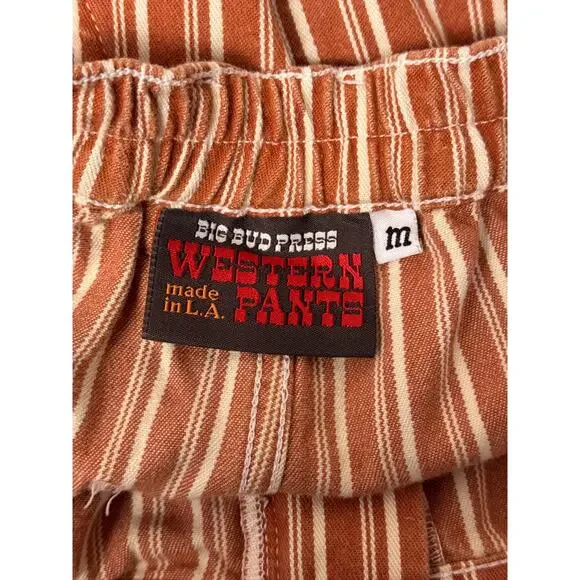 BIG BUD PRESS
WESTERN
made
in L.A.
PANTS
m